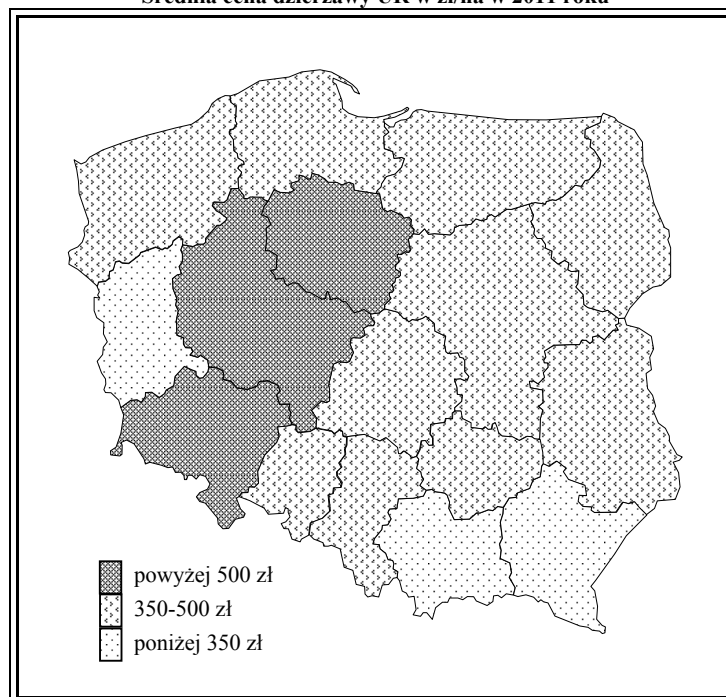 Średnia cena dzierżawy UR w zł/ha w 2011 roku
powyżej 500 zł
350-500 zł
poniżej 350 zł